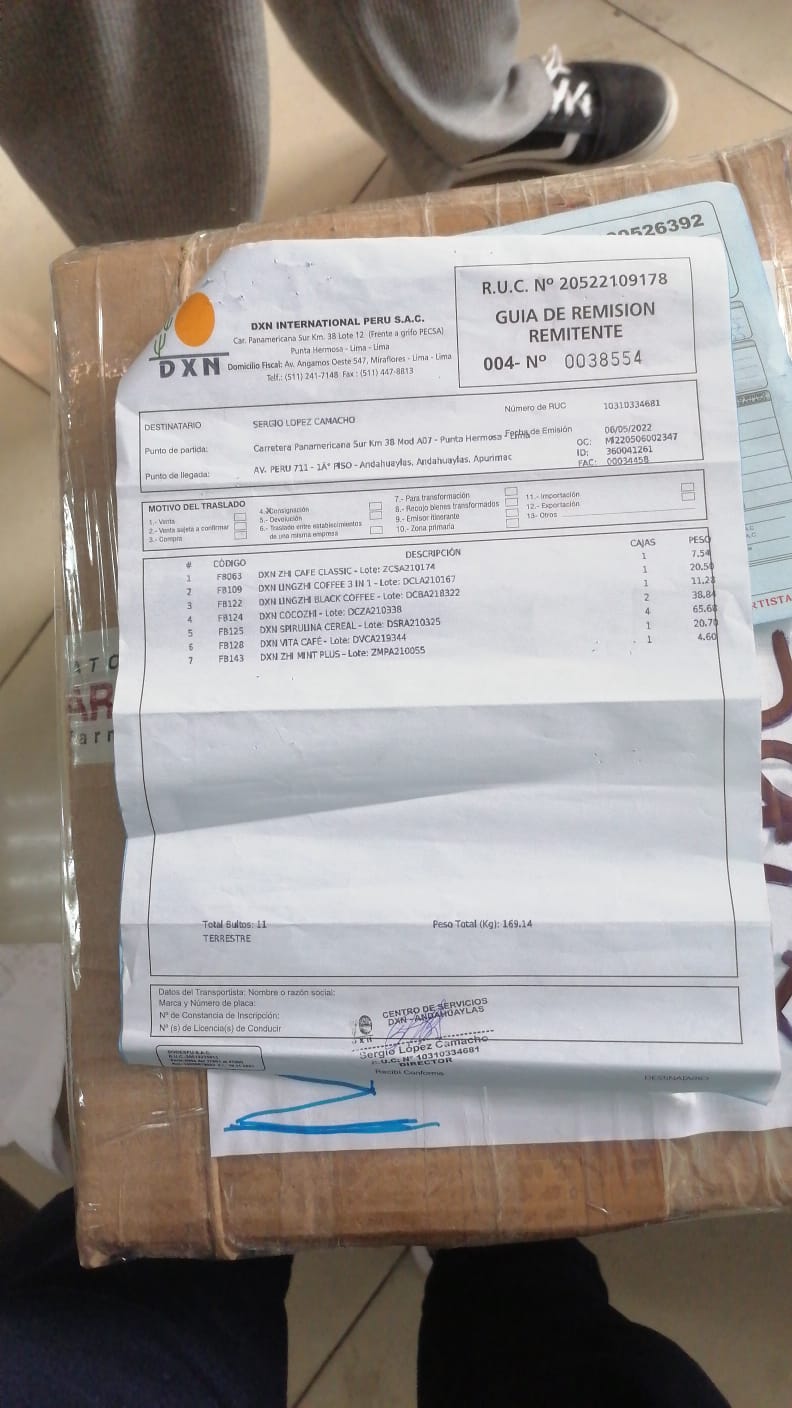 00526392
DXN
DXN INTERNATIONAL PERU S.A.C.
Car. Panamericana Sur Km. 38 Lote 12 (Frente a grifo PECSA)
Punta Hermosa - Lima - Lima
Domicilio Fiscal: Av. Angamos Oeste 547, Miraflores - Lima - Lima
Telf.: (511) 241-7148 Fax : (511) 447-8813
R.U.C. Nº 20522109178
GUIA DE REMISION
REMITENTE
004- Nº 0038554
DESTINATARIO SERGIO LOPEZ CAMACHO Número de RUC 10310334681
Punto de partida: Carretera Panamericana Sur Km 38 Mod A07 - Punta Hermosa - Lima Fecha de Emisión 06/05/2022
OC: MI220506002347
Punto de llegada: AV. PERU 711 - 1Aº PISO - Andahuaylas, Andahuaylas, Apurimac ID: 360041261
FAC: 00034458
MOTIVO DEL TRASLADO
1.- Venta
2.- Venta sujeta a confirmar
3.- Compra
4.- Consignación
5.- Devolución
6.- Traslado entre establecimientos
de una misma empresa
7.- Para transformación
8.- Recojo bienes transformados
9.- Emisor itinerante
10.- Zona primaria
11.- Importación
12.- Exportación
13.- Otros
# CÓDIGO DESCRIPCIÓN CAJAS PESO
1 FB063 DXN ZHI CAFE CLASSIC - Lote: ZCSA210174 1 7.54
2 FB109 DXN LINGZHI COFFEE 3 IN 1 - Lote: DCLA210167 1 20.50
3 FB122 DXN LINGZHI BLACK COFFEE - Lote: DCBA218322 1 11.28
4 FB124 DXN COCOZHI - Lote: DCZA210338 2 38.84
5 FB125 DXN SPIRULINA CEREAL - Lote: DSRA210325 4 65.68
6 FB128 DXN VITA CAFÉ - Lote: DVCA219344 1 20.70
7 FB143 DXN ZHI MINT PLUS - Lote: ZMPA210055 1 4.60
Total Bultos: 11 Peso Total (Kg): 169.14
TERRESTRE
Datos del Transportista: Nombre o razón social:
Marca y Número de placa:
Nº de Constancia de Inscripción:
Nº (s) de Licencia(s) de Conducir
CENTRO DE SERVICIOS
DXN - ANDAHUAYLAS
Sergio López Camacho
R.U.C. Nº 10310334681
DIRECTOR
Recibí Conforme
DESTINATARIO